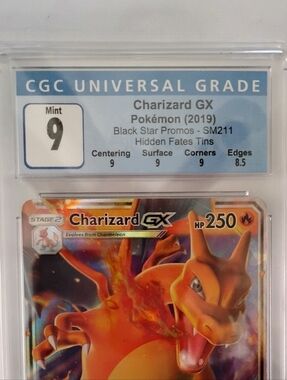 CGC UNIVERSAL GRADE
Mint
9
Charizard GX
Pokémon (2019)
Black Star Promos - SM211
Hidden Fates Tins
Centering Surface Corners Edges
9 9 9 8.5
STAGE 2 Charizard GX HP 250
Evolves from Charmeleon